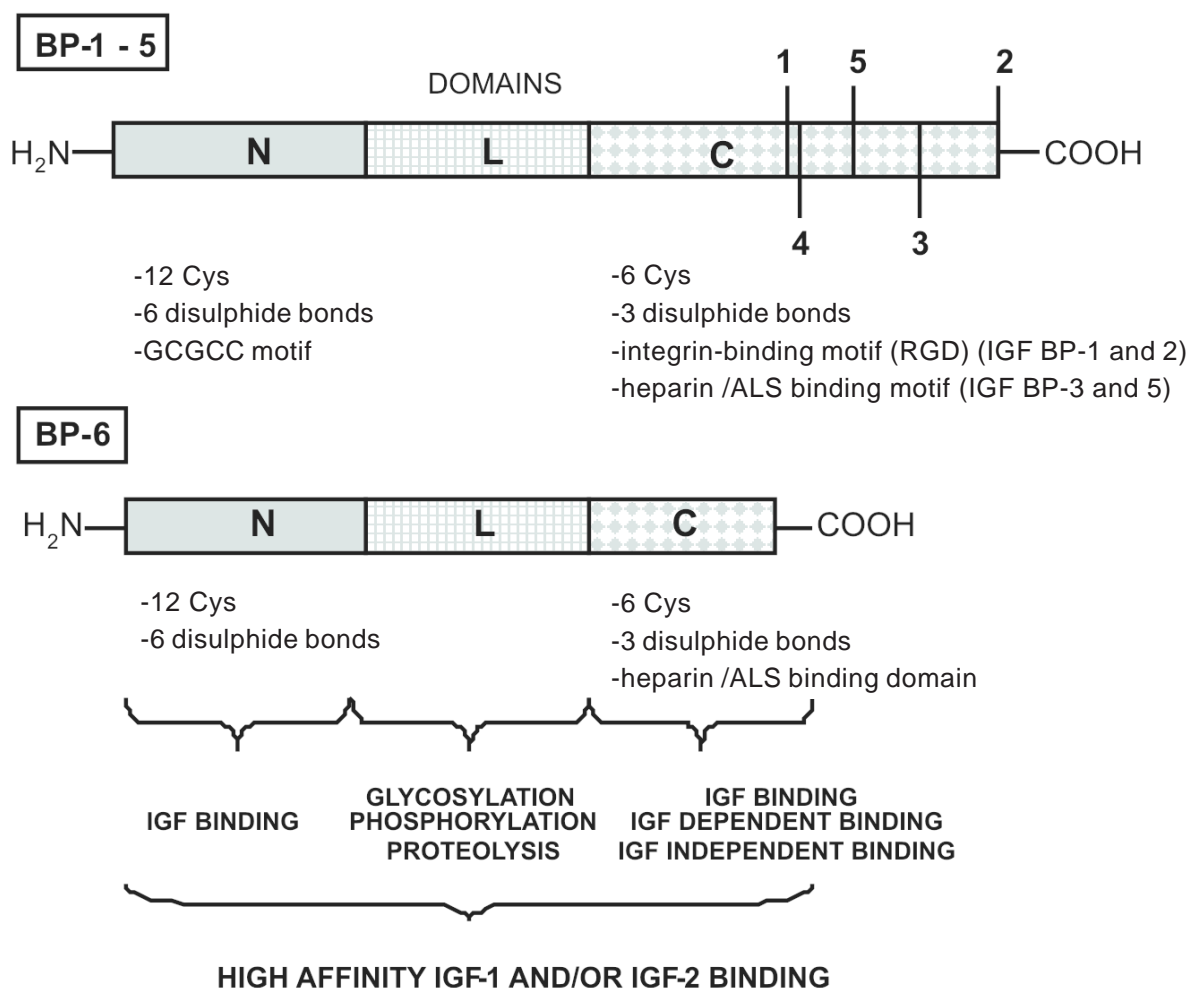 BP-1 - 5
DOMAINS
1 5 2
H2N N L C COOH
4 3
-12 Cys
-6 disulphide bonds
-GCGCC motif
-6 Cys
-3 disulphide bonds
-integrin-binding motif (RGD) (IGF BP-1 and 2)
-heparin /ALS binding motif (IGF BP-3 and 5)
BP-6
H2N N L C COOH
-12 Cys
-6 disulphide bonds
-6 Cys
-3 disulphide bonds
-heparin /ALS binding domain
IGF BINDING
GLYCOSYLATION
PHOSPHORYLATION
PROTEOLYSIS
IGF BINDING
IGF DEPENDENT BINDING
IGF INDEPENDENT BINDING
HIGH AFFINITY IGF-1 AND/OR IGF-2 BINDING